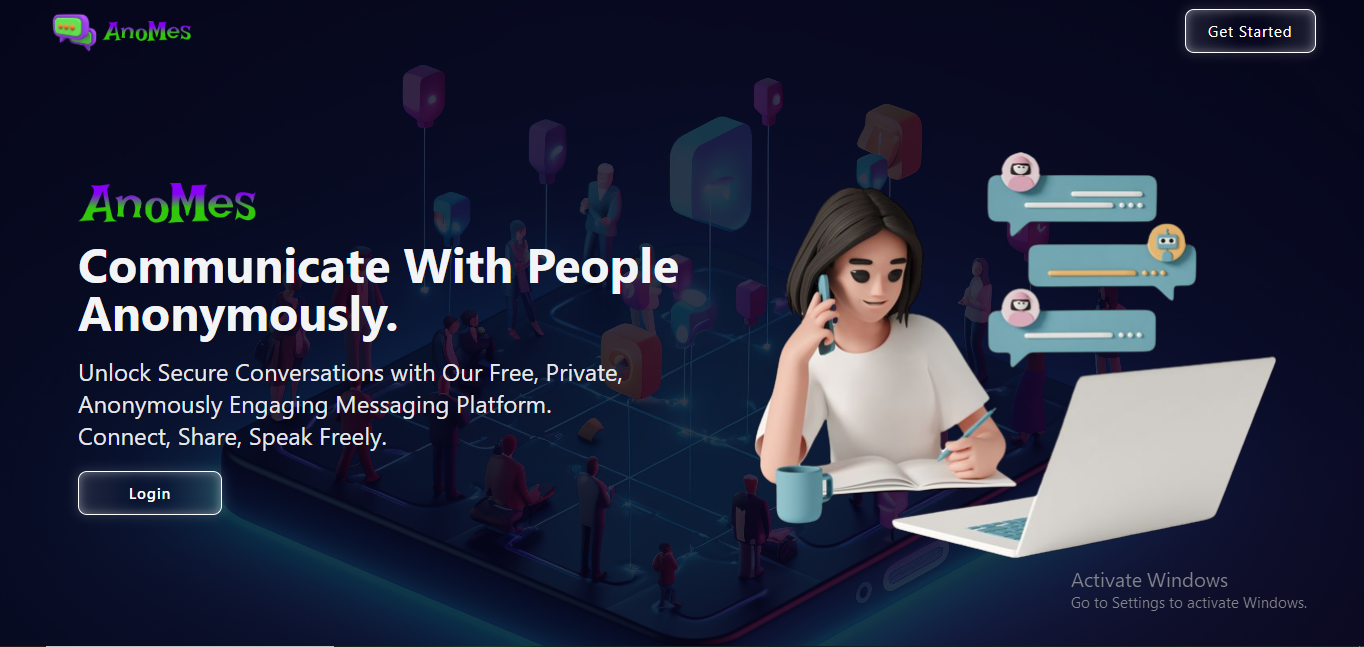 AnoMes
Get Started
AnoMes
Communicate With People
Anonymously.
Unlock Secure Conversations with Our Free, Private,
Anonymously Engaging Messaging Platform.
Connect, Share, Speak Freely.
Login
Activate Windows
Go to Settings to activate Windows.